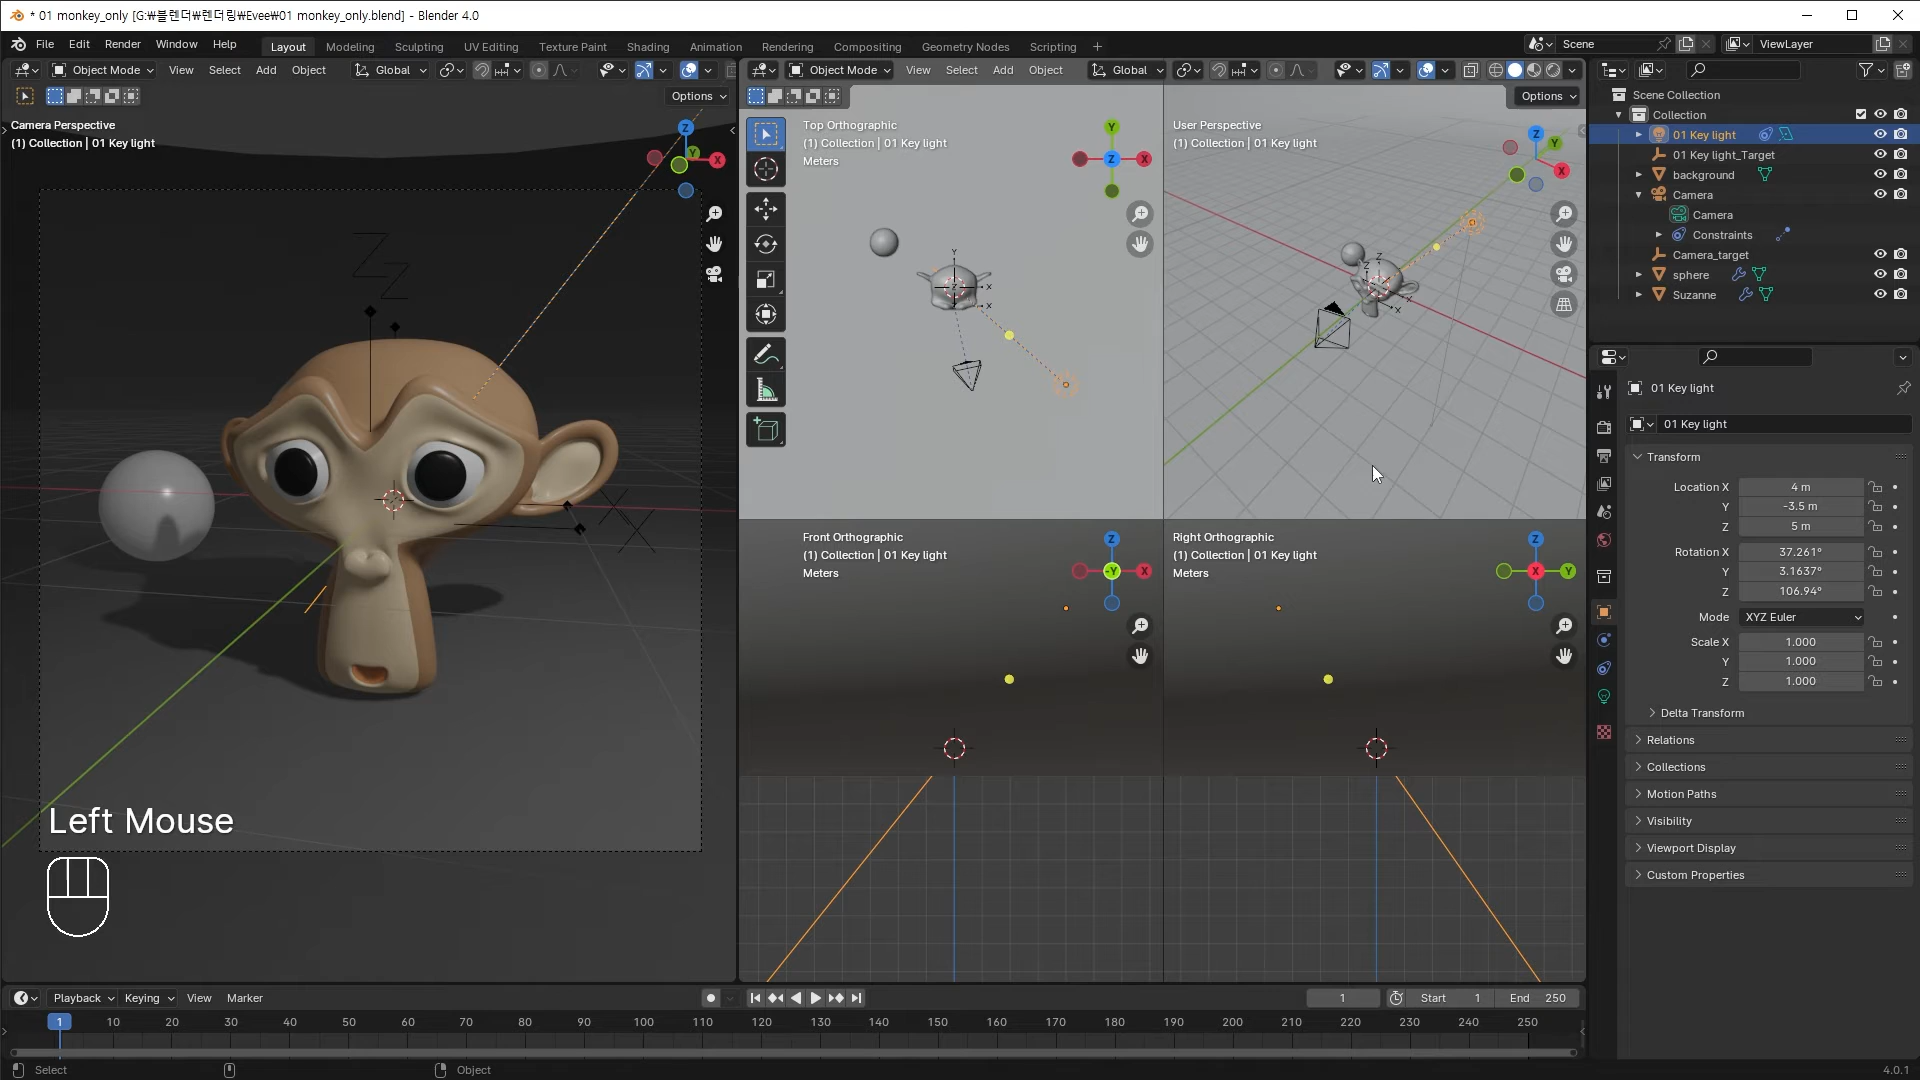 * 01 monkey_only [G:₩블렌더₩렌더링₩Evee₩01 monkey_only.blend] - Blender 4.0
File Edit Render Window Help Layout Modeling Sculpting UV Editing Texture Paint Shading Animation Rendering Compositing Geometry Nodes Scripting + Scene ViewLayer
Object Mode View Select Add Object Global
Object Mode View Select Add Object Global
Options
Options
Camera Perspective
(1) Collection | 01 Key light
Z
Y
X
Top Orthographic
(1) Collection | 01 Key light
Meters
Y
Z
X
Y
Z
X
X
User Perspective
(1) Collection | 01 Key light
Z
Y
X
Z
Z
X
X
Z
Z
X
X
Front Orthographic
(1) Collection | 01 Key light
Meters
Z
-Y
X
Right Orthographic
(1) Collection | 01 Key light
Meters
Z
X
Y
Left Mouse
Scene Collection
Collection
01 Key light
01 Key light_Target
background
Camera
Camera
Constraints
Camera_target
sphere
Suzanne
01 Key light
01 Key light
Transform
Location X 4 m
Y -3.5 m
Z 5 m
Rotation X 37.261°
Y 3.1637°
Z 106.94°
Mode XYZ Euler
Scale X 1.000
Y 1.000
Z 1.000
Delta Transform
Relations
Collections
Motion Paths
Visibility
Viewport Display
Custom Properties
Playback Keying View Marker 1 Start 1 End 250
1 10 20 30 40 50 60 70 80 90 100 110 120 130 140 150 160 170 180 190 200 210 220 230 240 250
Select Object 4.0.1